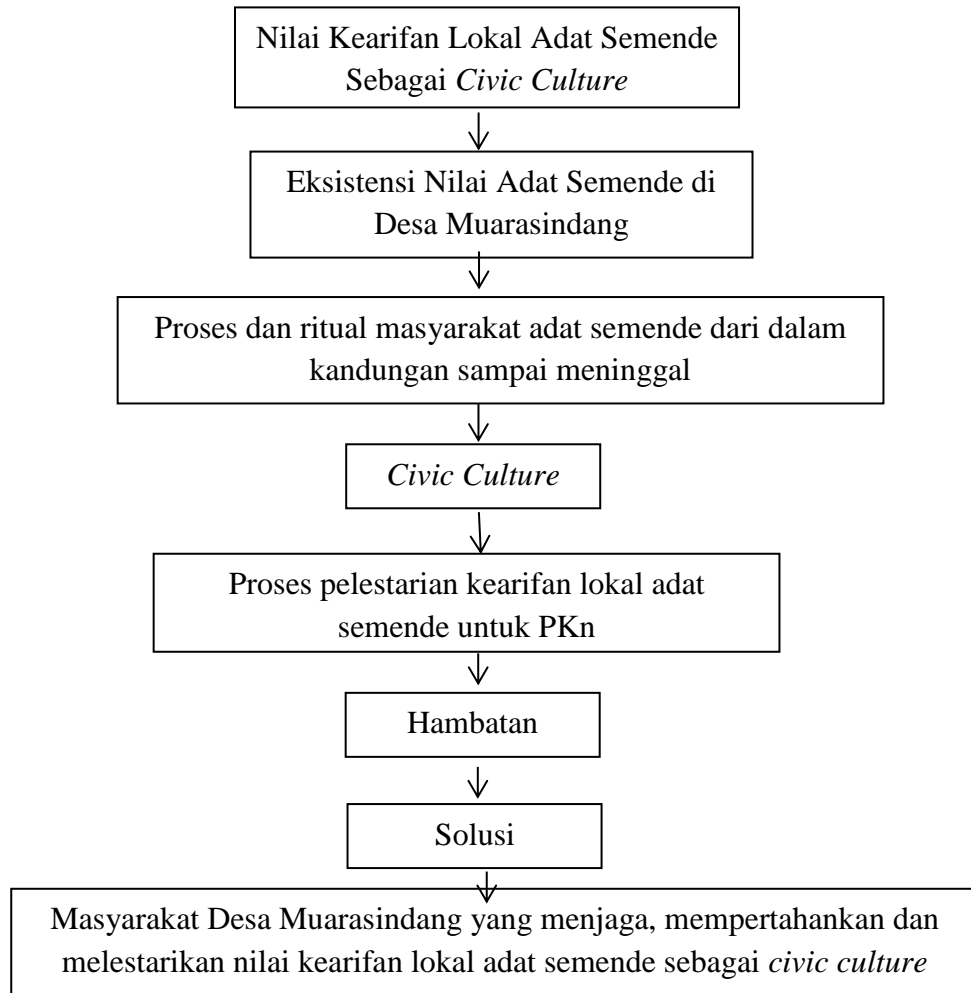 Nilai Kearifan Lokal Adat Semende
Sebagai Civic Culture
Eksistensi Nilai Adat Semende di
Desa Muarasindang
Proses dan ritual masyarakat adat semende dari dalam
kandungan sampai meninggal
Civic Culture
Proses pelestarian kearifan lokal adat
semende untuk PKn
Hambatan
Solusi
Masyarakat Desa Muarasindang yang menjaga, mempertahankan dan
melestarikan nilai kearifan lokal adat semende sebagai civic culture